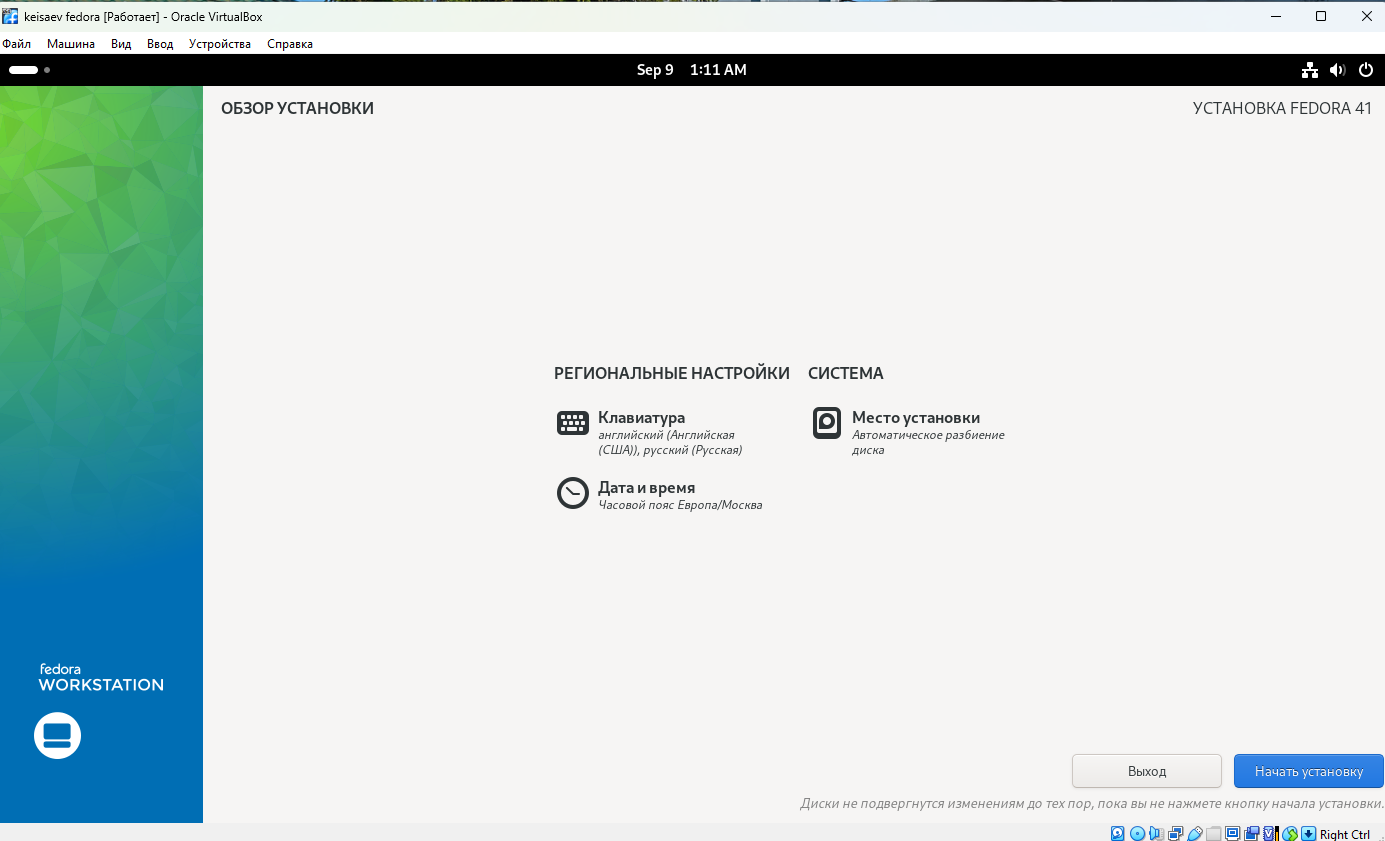 keisaev fedora [Работает] - Oracle VirtualBox
Файл Машина Вид Ввод Устройства Справка
Sep 9 1:11 AM
ОБЗОР УСТАНОВКИ
УСТАНОВКА FEDORA 41
РЕГИОНАЛЬНЫЕ НАСТРОЙКИ
Клавиатура
английский (Английская
(США)), русский (Русская)
Дата и время
Часовой пояс Европа/Москва
СИСТЕМА
Место установки
Автоматическое разбиение
диска
fedora
WORKSTATION
Выход
Начать установку
Диски не подвергнутся изменениям до тех пор, пока вы не нажмете кнопку начала установки.
Right Ctrl